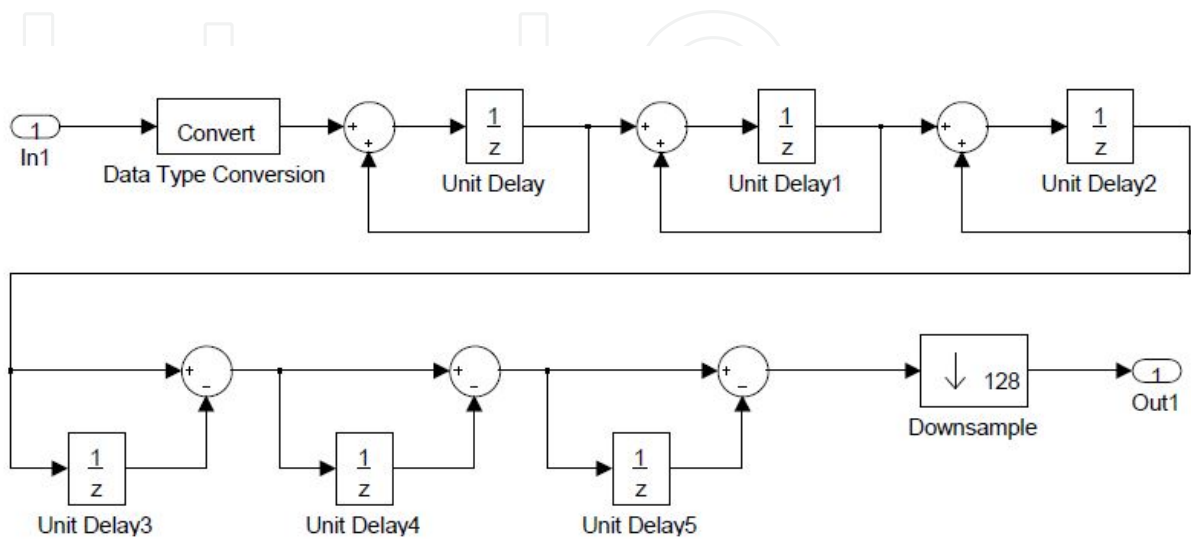 1
In1
Convert
Data Type Conversion
+
+
1
z
Unit Delay
+
+
1
z
Unit Delay1
+
+
1
z
Unit Delay2
+
−
+
−
+
−
↓ 128
Downsample
1
Out1
1
z
Unit Delay3
1
z
Unit Delay4
1
z
Unit Delay5